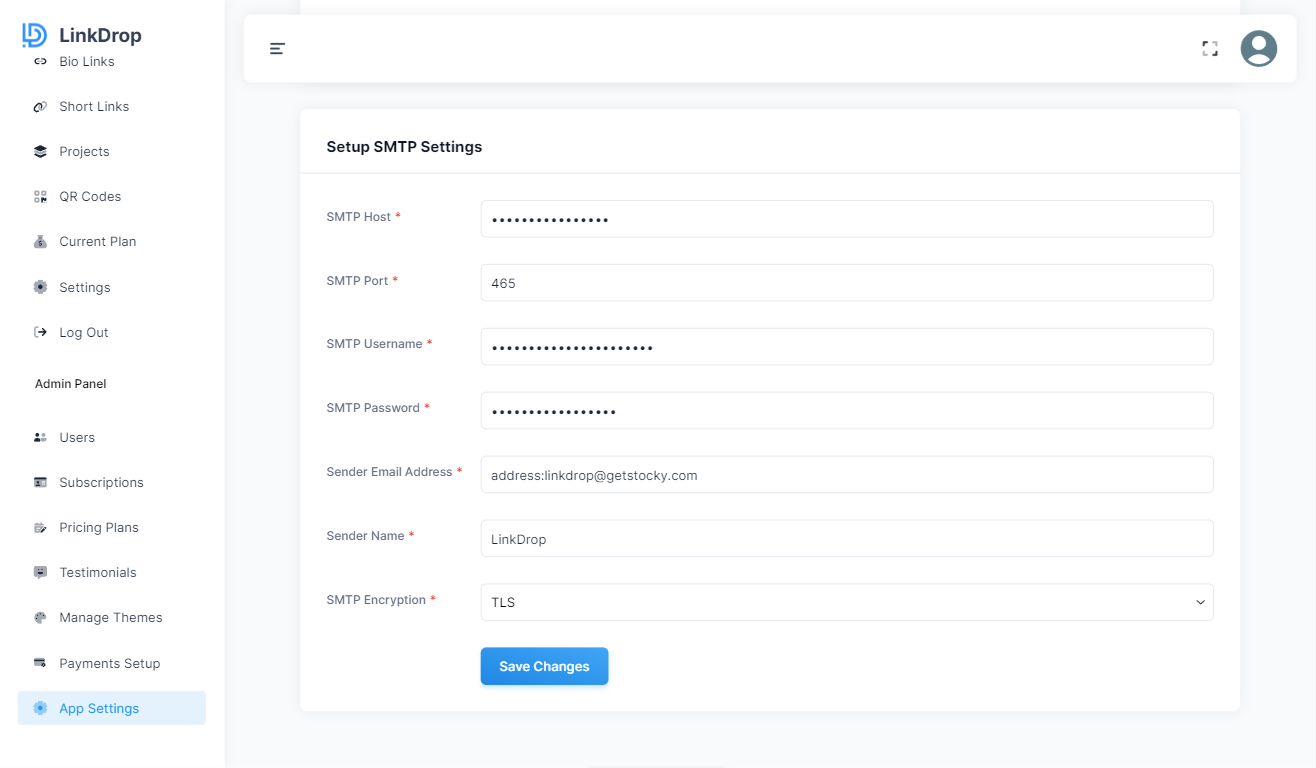 LinkDrop
Bio Links
Short Links
Projects
QR Codes
Current Plan
Settings
Log Out
Admin Panel
Users
Subscriptions
Pricing Plans
Testimonials
Manage Themes
Payments Setup
App Settings
Setup SMTP Settings
SMTP Host *
••••••••••••••••
SMTP Port *
465
SMTP Username *
••••••••••••••••••••••
SMTP Password *
•••••••••••••••••
Sender Email Address *
address:linkdrop@getstocky.com
Sender Name *
LinkDrop
SMTP Encryption *
TLS
Save Changes